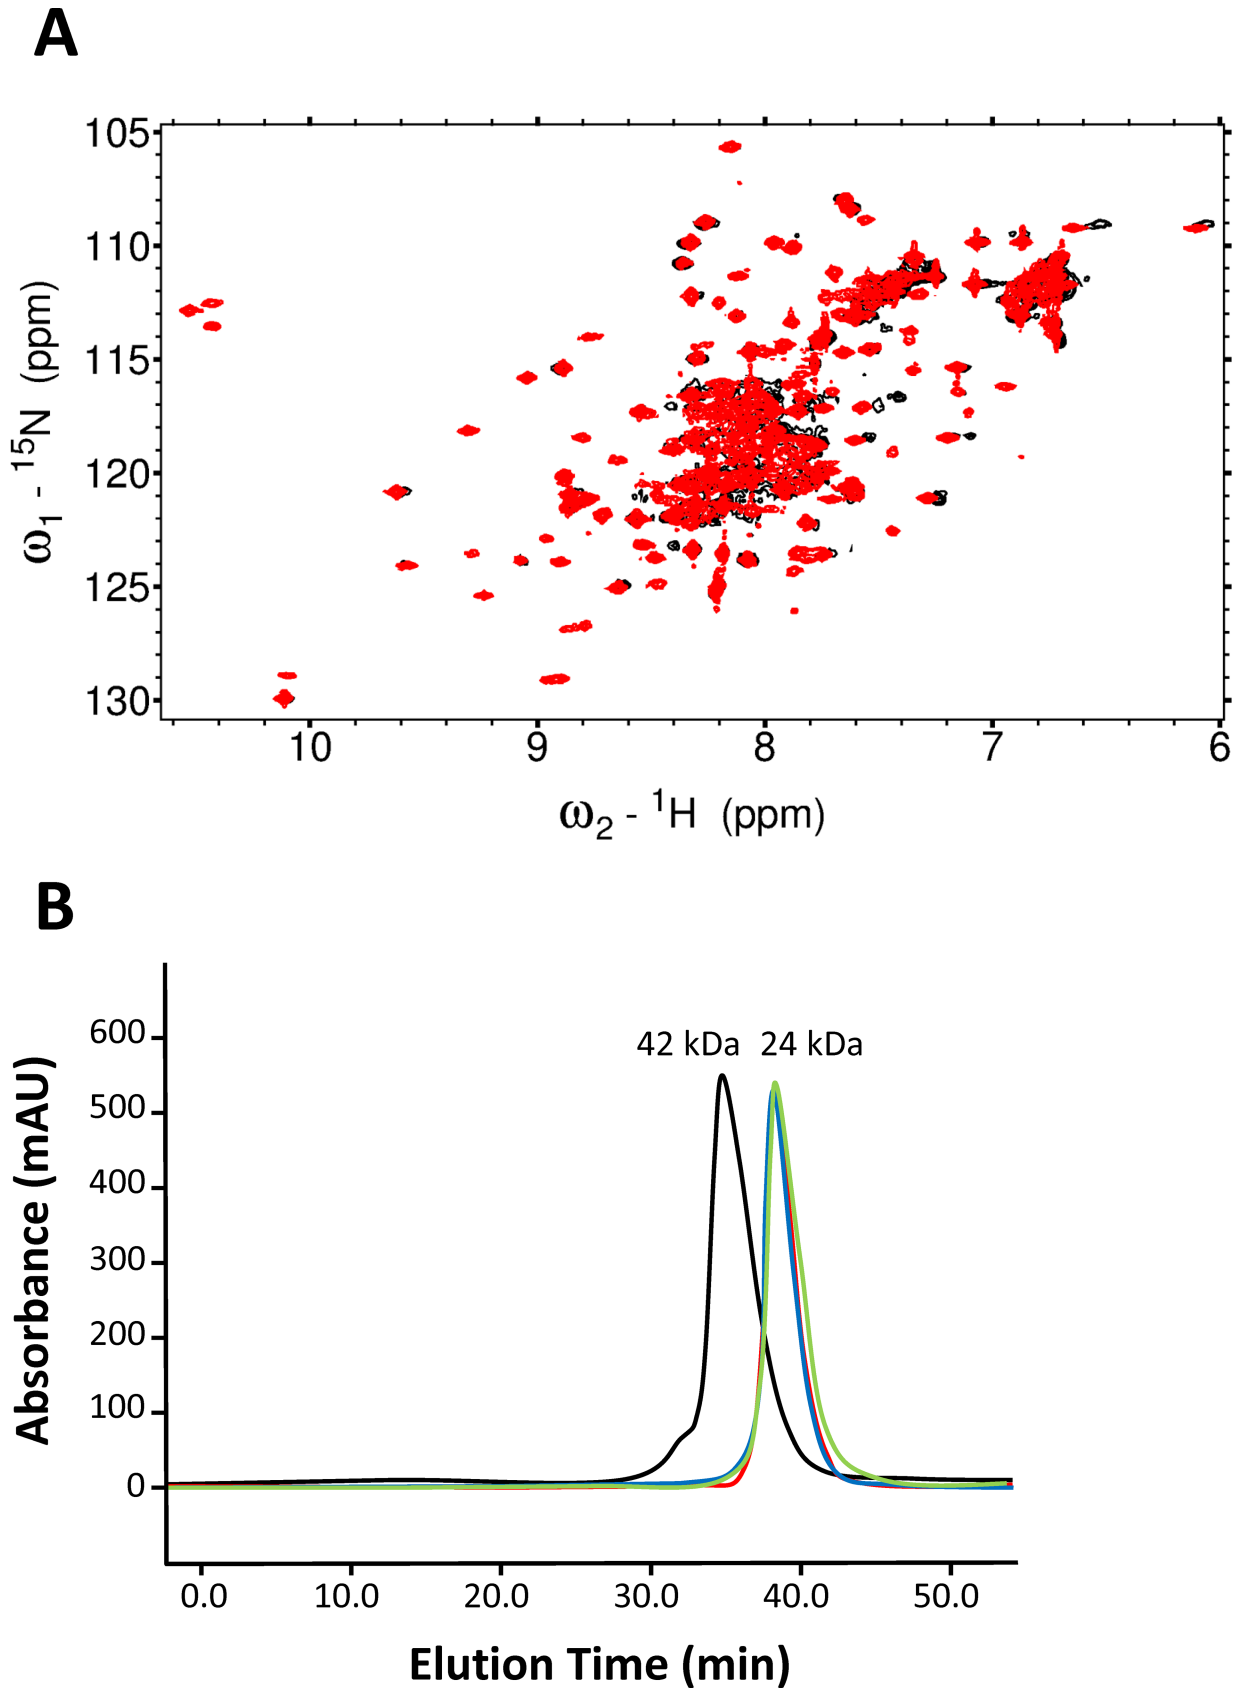 A
105
110
115
120
125
130
ω1 - 15N (ppm)
10 9 8 7 6
ω2 - 1H (ppm)
B
42 kDa 24 kDa
600
500
400
300
200
100
0
Absorbance (mAU)
0.0 10.0 20.0 30.0 40.0 50.0
Elution Time (min)